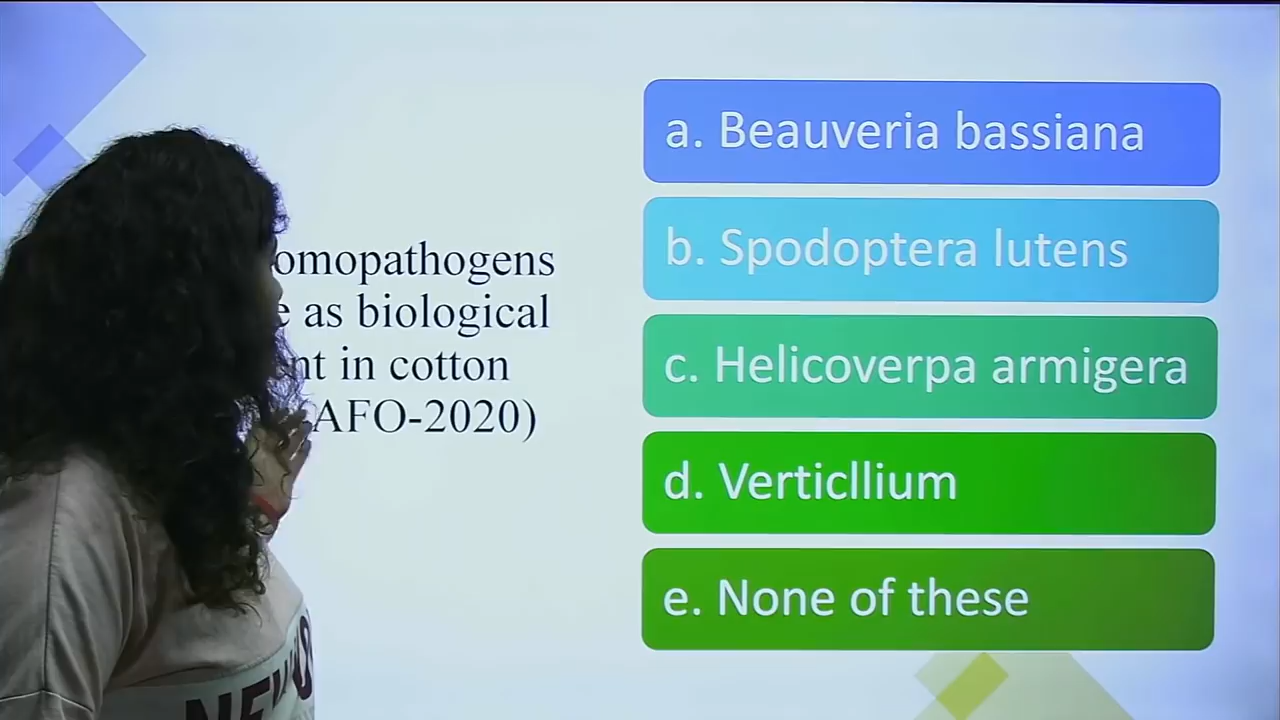 omopathogens
e as biological
nt in cotton
AFO-2020)
a. Beauveria bassiana
b. Spodoptera lutens
c. Helicoverpa armigera
d. Verticllium
e. None of these